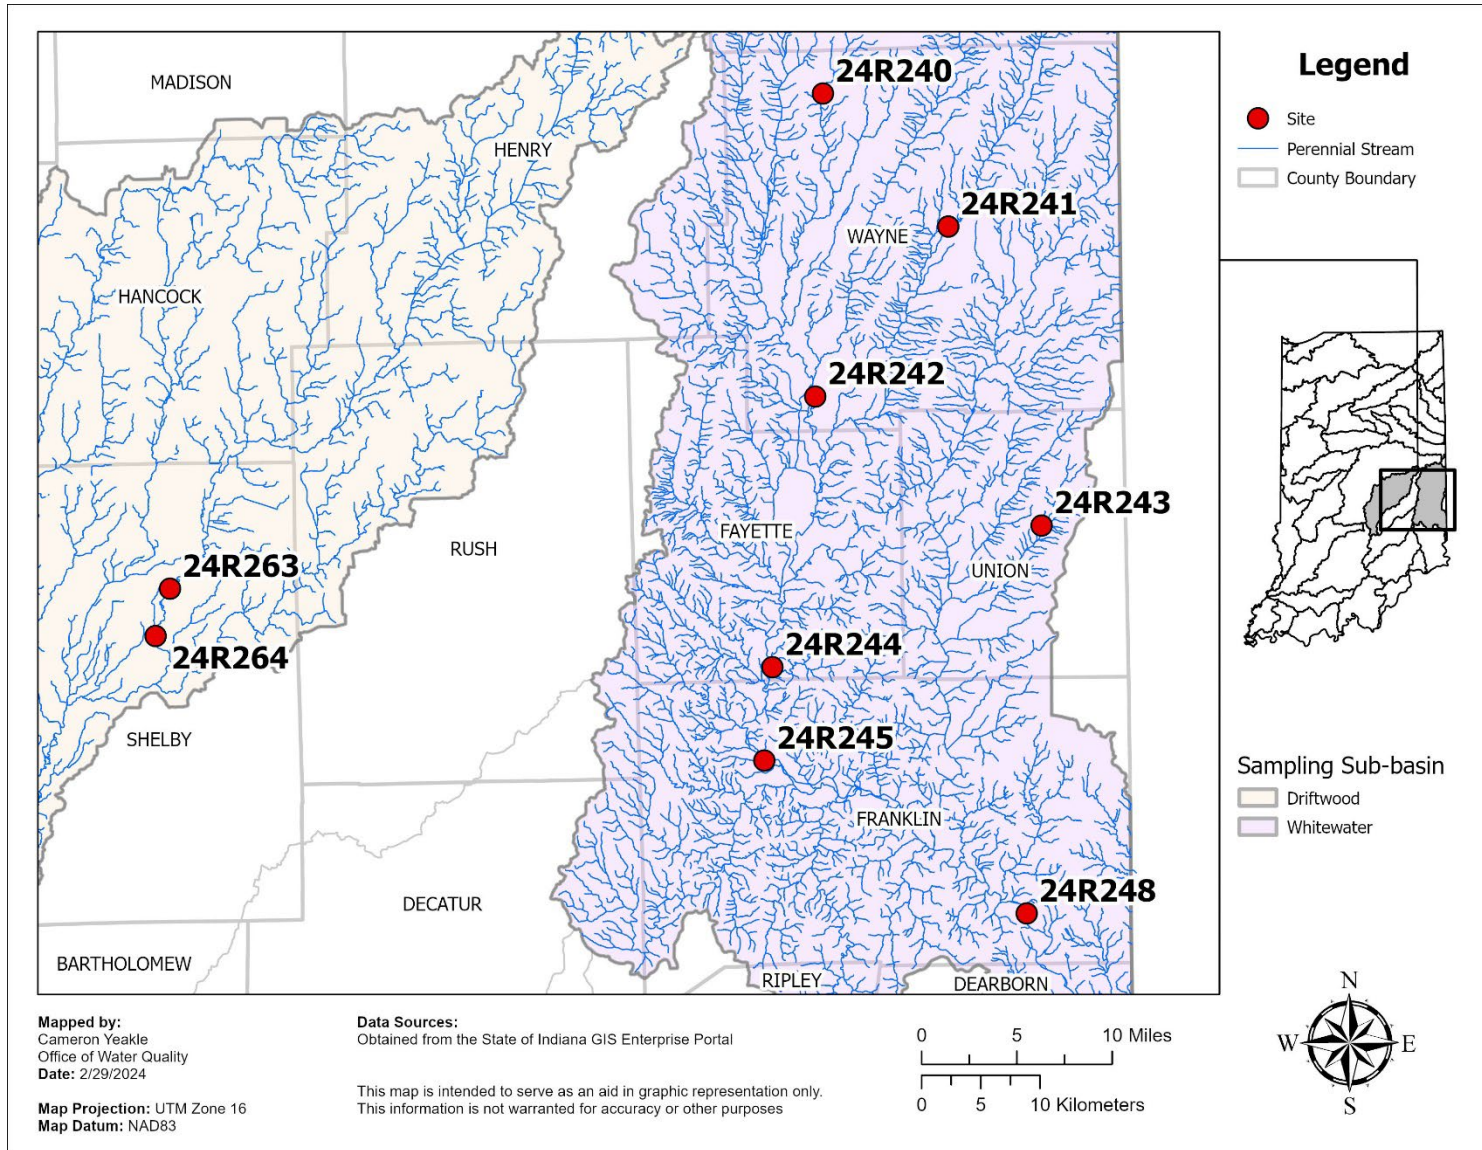 MADISON
HENRY
HANCOCK
WAYNE
RUSH
FAYETTE
UNION
SHELBY
FRANKLIN
DECATUR
BARTHOLOMEW
RIPLEY
DEARBORN
24R240
24R241
24R242
24R243
24R263
24R264
24R244
24R245
24R248
Legend
Site
Perennial Stream
County Boundary
Sampling Sub-basin
Driftwood
Whitewater
Mapped by:
Cameron Yeakle
Office of Water Quality
Date: 2/29/2024
Map Projection: UTM Zone 16
Map Datum: NAD83
Data Sources:
Obtained from the State of Indiana GIS Enterprise Portal
This map is intended to serve as an aid in graphic representation only.
This information is not warranted for accuracy or other purposes
0 5 10 Miles
0 5 10 Kilometers
N
W E
S